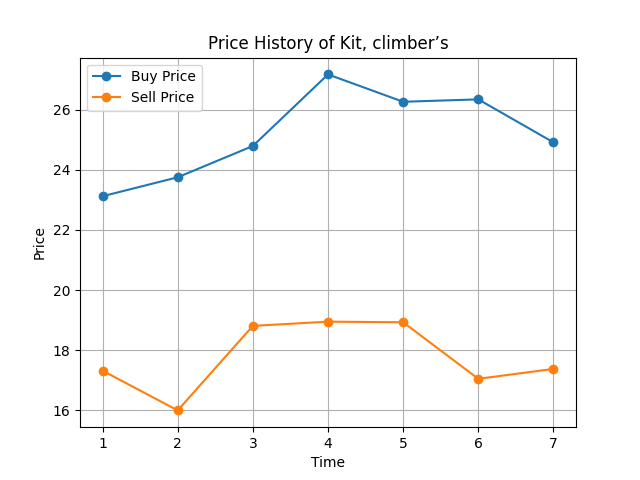 Price History of Kit, climber’s
Buy Price
Sell Price
26
24
22
20
18
16
Price
1 2 3 4 5 6 7
Time